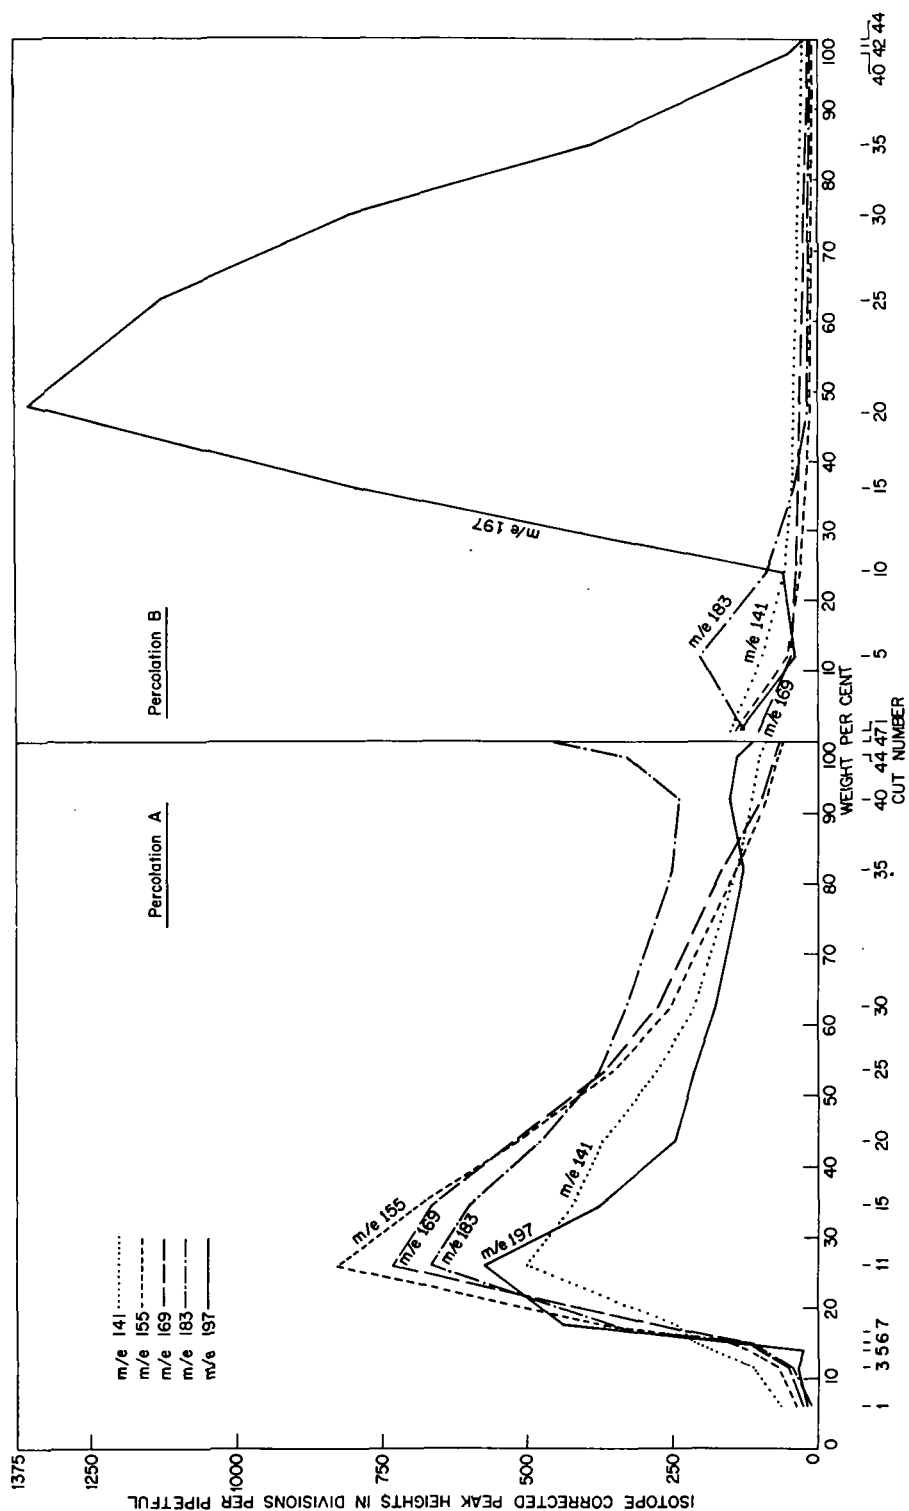 ISOTOPE CORRECTED PEAK HEIGHTS IN DIVISIONS PER PIPETFUL
1375
1250
1000
750
500
250
0
m/e 141
m/e 155
m/e 169
m/e 183
m/e 197
Percolation A
Percolation B
m/e 155
m/e 169
m/e 183
m/e 197
m/e 141
m/e 183
m/e 141
m/e 169
m/e 197
0 10 20 30 40 50 60 70 80 90 100
10 20 30 40 50 60 70 80 90 100
WEIGHT PER CENT
1 3 5 6 7 11 15 20 25 30 35 40 44 47
1 5 10 15 20 25 30 35 40 42 44
CUT NUMBER